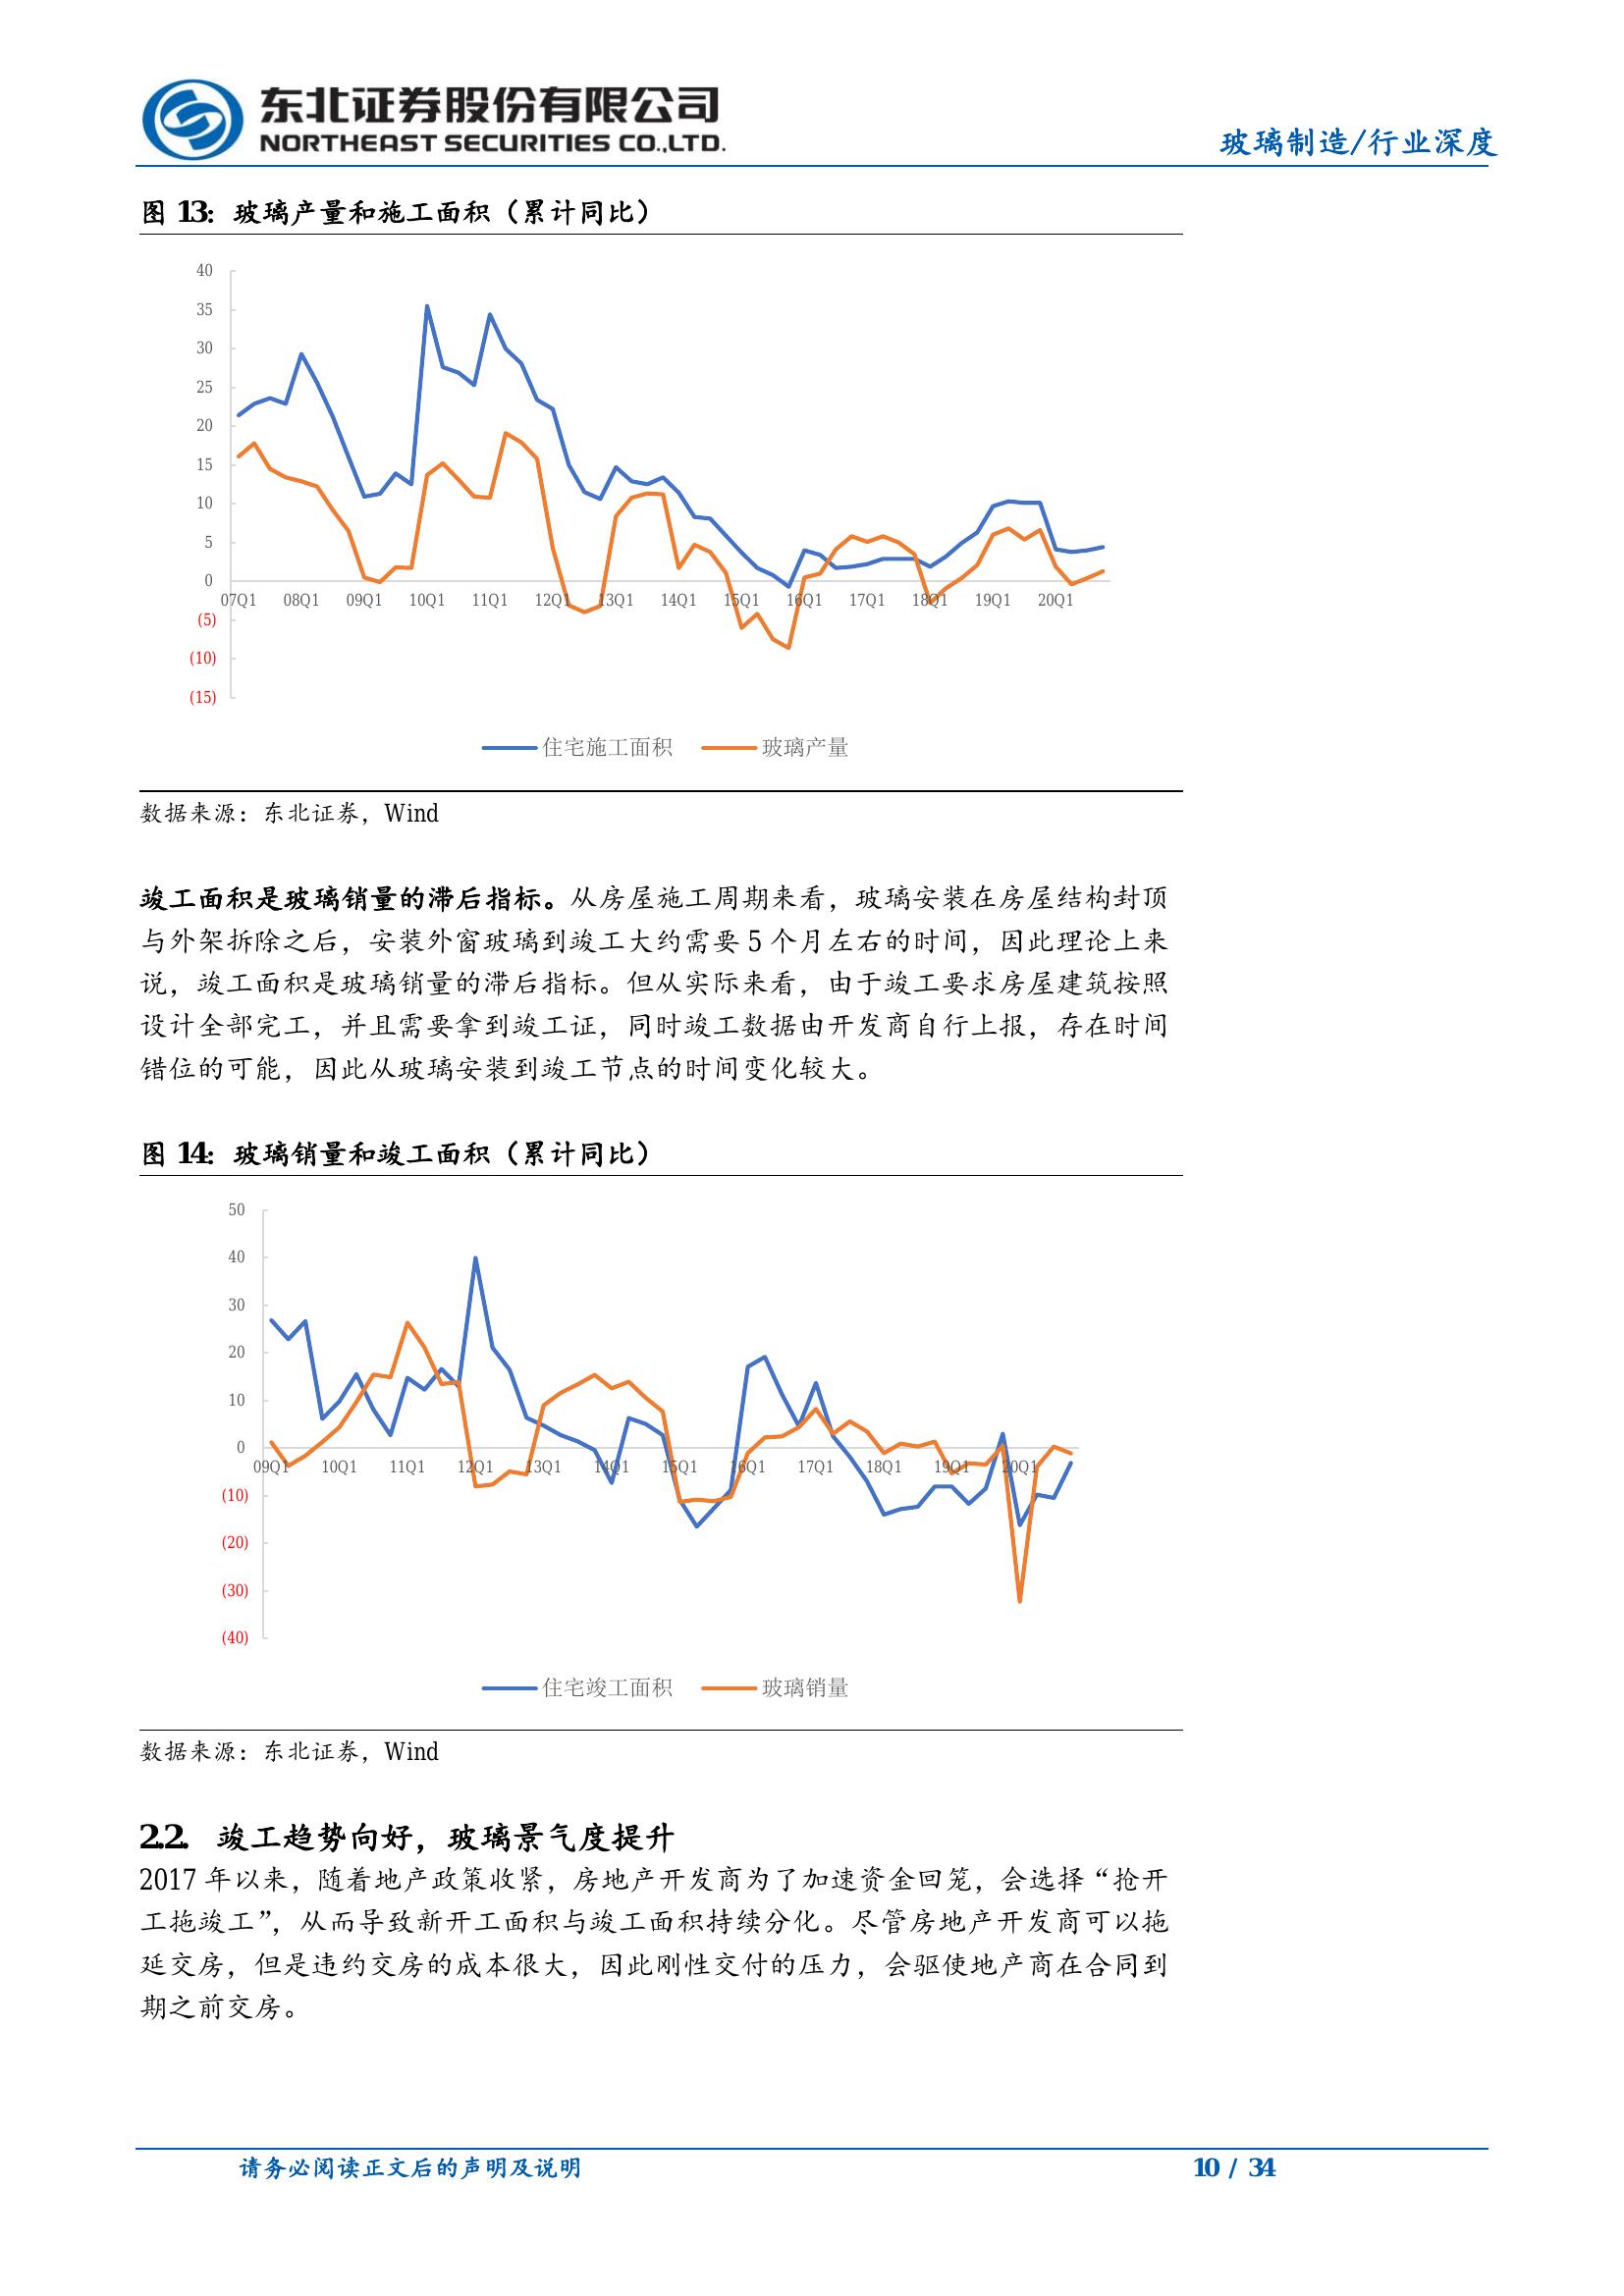 东北证券股份有限公司
NORTHEAST SECURITIES CO.,LTD.
玻璃制造/行业深度
图 13：玻璃产量和施工面积（累计同比）
40
35
30
25
20
15
10
5
0
07Q1 08Q1 09Q1 10Q1 11Q1 12Q1 13Q1 14Q1 15Q1 16Q1 17Q1 18Q1 19Q1 20Q1
(5)
(10)
(15)
住宅施工面积 玻璃产量
数据来源：东北证券，Wind
竣工面积是玻璃销量的滞后指标。从房屋施工周期来看，玻璃安装在房屋结构封顶
与外架拆除之后，安装外窗玻璃到竣工大约需要 5 个月左右的时间，因此理论上来
说，竣工面积是玻璃销量的滞后指标。但从实际来看，由于竣工要求房屋建筑按照
设计全部完工，并且需要拿到竣工证，同时竣工数据由开发商自行上报，存在时间
错位的可能，因此从玻璃安装到竣工节点的时间变化较大。
图 14：玻璃销量和竣工面积（累计同比）
50
40
30
20
10
0
09Q1 10Q1 11Q1 12Q1 13Q1 14Q1 15Q1 16Q1 17Q1 18Q1 19Q1 20Q1
(10)
(20)
(30)
(40)
住宅竣工面积 玻璃销量
数据来源：东北证券，Wind
2.2. 竣工趋势向好，玻璃景气度提升
2017 年以来，随着地产政策收紧，房地产开发商为了加速资金回笼，会选择“抢开
工拖竣工”，从而导致新开工面积与竣工面积持续分化。尽管房地产开发商可以拖
延交房，但是违约交房的成本很大，因此刚性交付的压力，会驱使地产商在合同到
期之前交房。
请务必阅读正文后的声明及说明
10 / 34